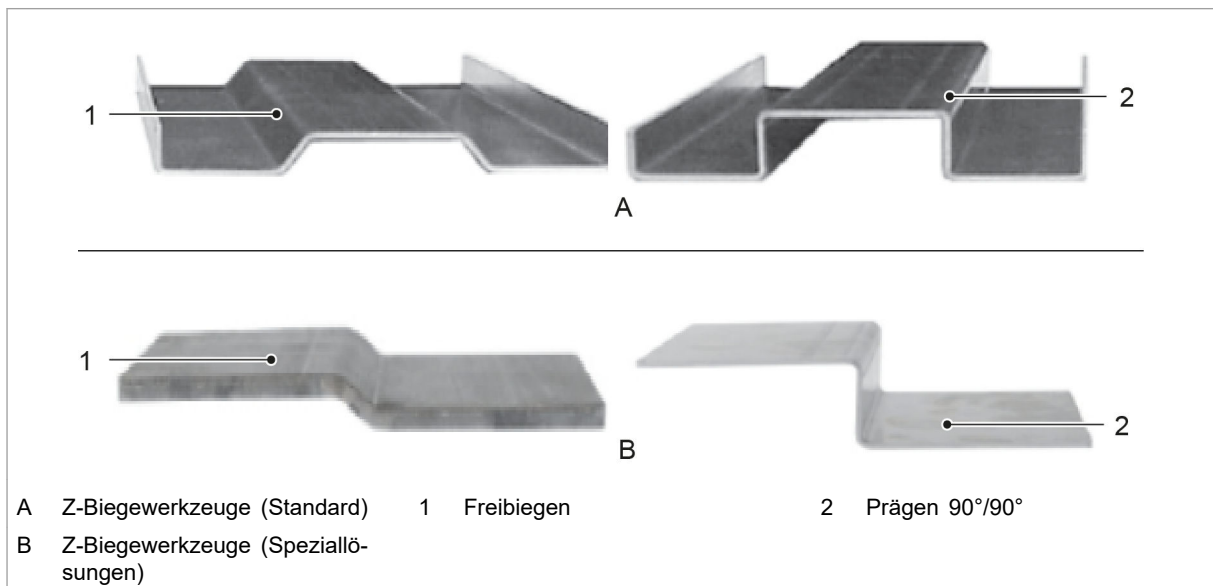 1
2
A
1
2
B
A Z-Biegewerkzeuge (Standard) 1 Freibiegen 2 Prägen 90°/90°
B Z-Biegewerkzeuge (Speziallö-
sungen)